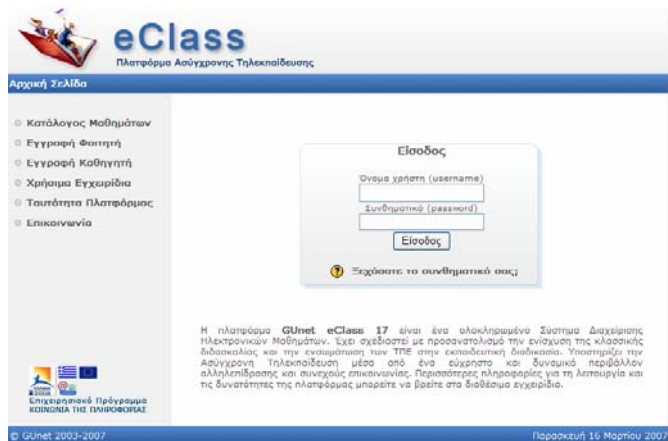 eClass
Πλατφόρμα Ασύγχρονης Τηλεκπαίδευσης
Αρχική Σελίδα
Κατάλογος Μαθημάτων
Εγγραφή Φοιτητή
Εγγραφή Καθηγητή
Χρήσιμα Εγχειρίδια
Ταυτότητα Πλατφόρμας
Επικοινωνία
Είσοδος
Όνομα χρήστη (username)
Συνθηματικό (password)
Είσοδος
Ξεχάσατε το συνθηματικό σας;
Η πλατφόρμα GUnet eClass 17 είναι ένα ολοκληρωμένο Σύστημα Διαχείρισης
Ηλεκτρονικών Μαθημάτων. Έχει σχεδιαστεί με προσανατολισμό την ενίσχυση της κλασσικής
διδασκαλίας και την ενσωμάτωση των ΤΠΕ στην εκπαιδευτική διαδικασία. Υποστηρίζει την
Ασύγχρονη Τηλεκπαίδευση μέσα από ένα εύχρηστο και δυναμικό περιβάλλον
αλληλεπίδρασης και συνεχούς επικοινωνίας. Περισσότερες πληροφορίες για τη λειτουργία και
τις δυνατότητες της πλατφόρμας μπορείτε να βρείτε στα διαθέσιμα εγχειρίδιο.
Επιχειρησιακό Πρόγραμμα
ΚΟΙΝΩΝΙΑ ΤΗΣ ΠΛΗΡΟΦΟΡΙΑΣ
© GUnet 2003-2007
Παρασκευή 16 Μαρτίου 2007